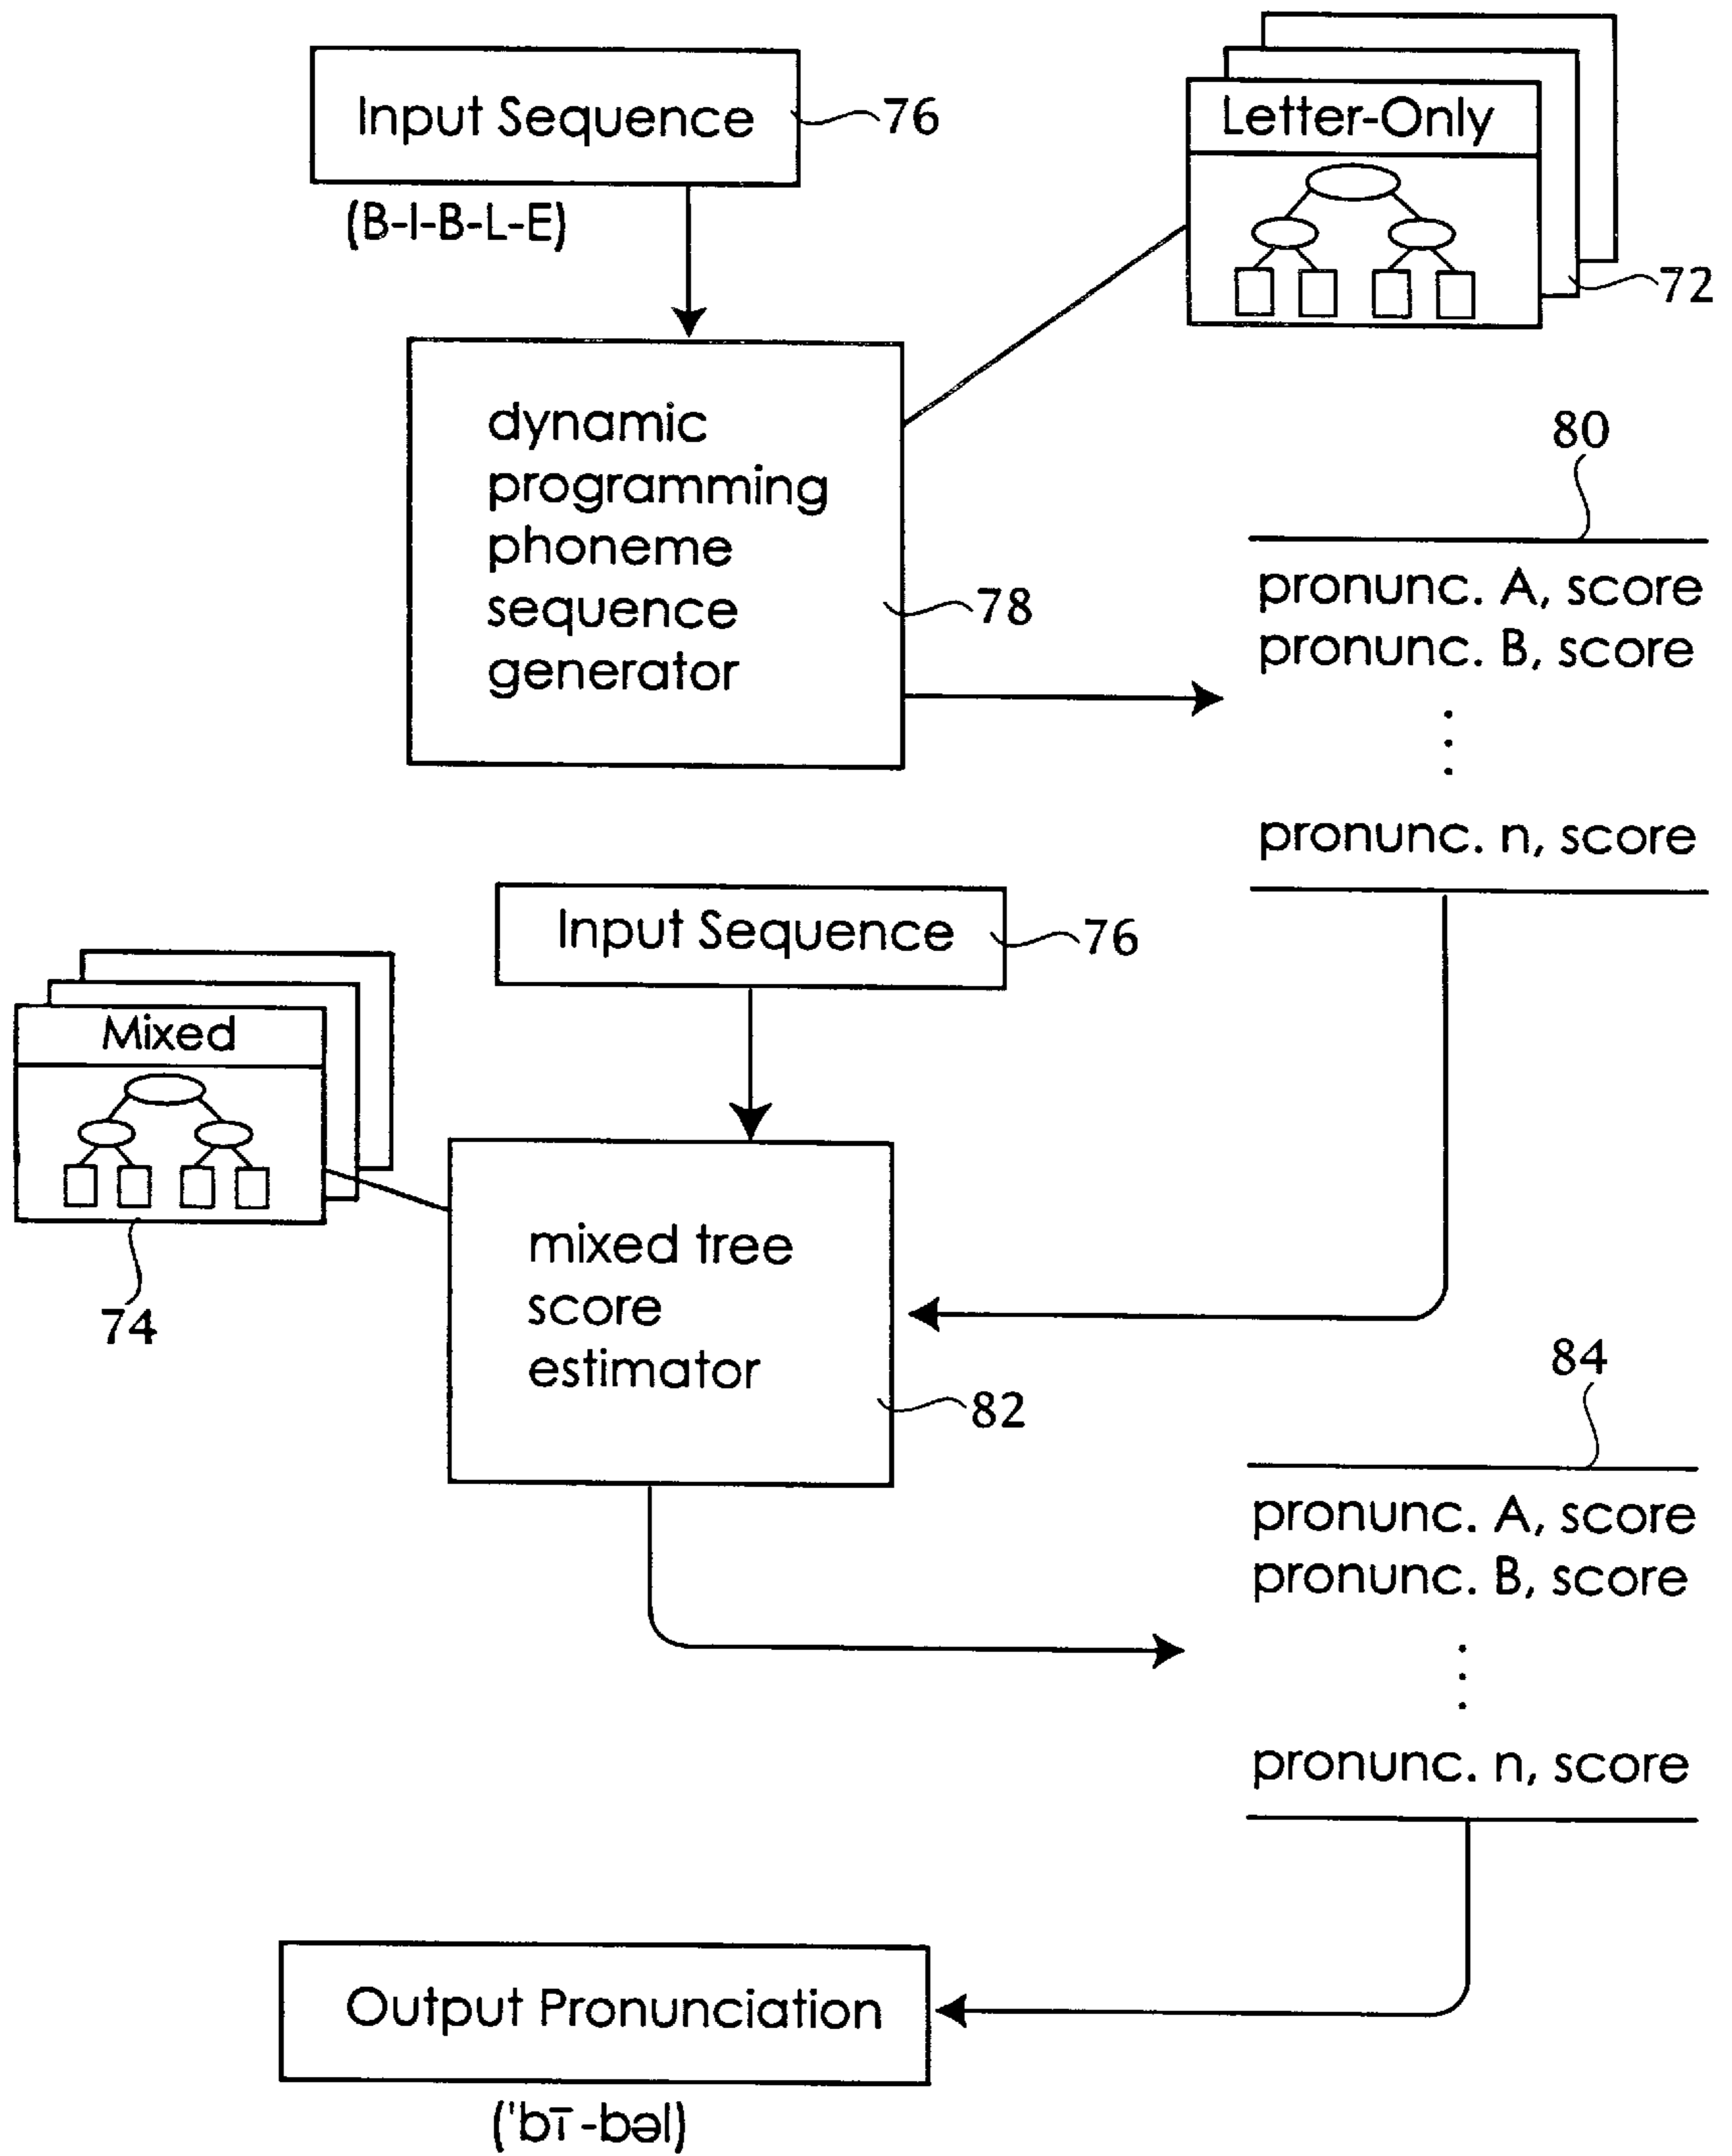 Input Sequence
76
(B-I-B-L-E)
Letter-Only
72
dynamic
programming
phoneme
sequence
generator
78
80
pronunc. A, score
pronunc. B, score
pronunc. n, score
Input Sequence
76
Mixed
74
mixed tree
score
estimator
82
84
pronunc. A, score
pronunc. B, score
pronunc. n, score
Output Pronunciation
('bī-bəl)